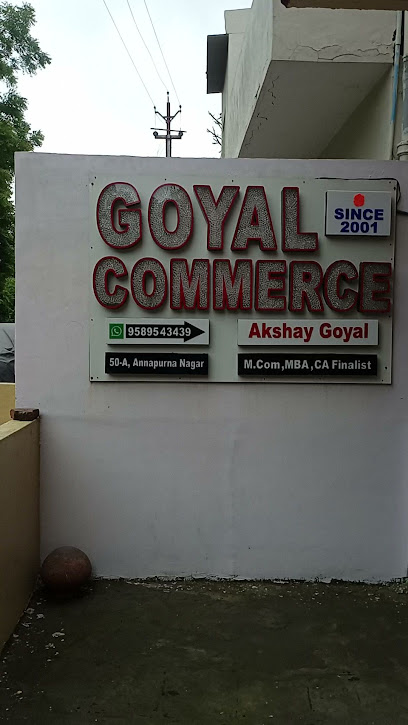 GOYAL
SINCE
2001
COMMERCE
9589543439
Akshay Goyal
50-A, Annapurna Nagar
M.Com,MBA,CA Finalist